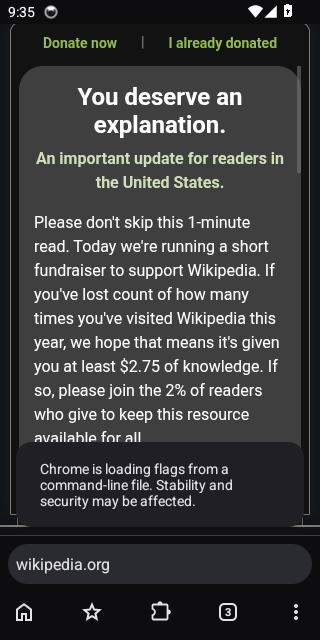 9:35
Donate now | I already donated
You deserve an
explanation.
An important update for readers in
the United States.
Please don't skip this 1-minute
read. Today we're running a short
fundraiser to support Wikipedia. If
you've lost count of how many
times you've visited Wikipedia this
year, we hope that means it's given
you at least $2.75 of knowledge. If
so, please join the 2% of readers
who give to keep this resource
available for all
Chrome is loading flags from a
command-line file. Stability and
security may be affected.
wikipedia.org
3